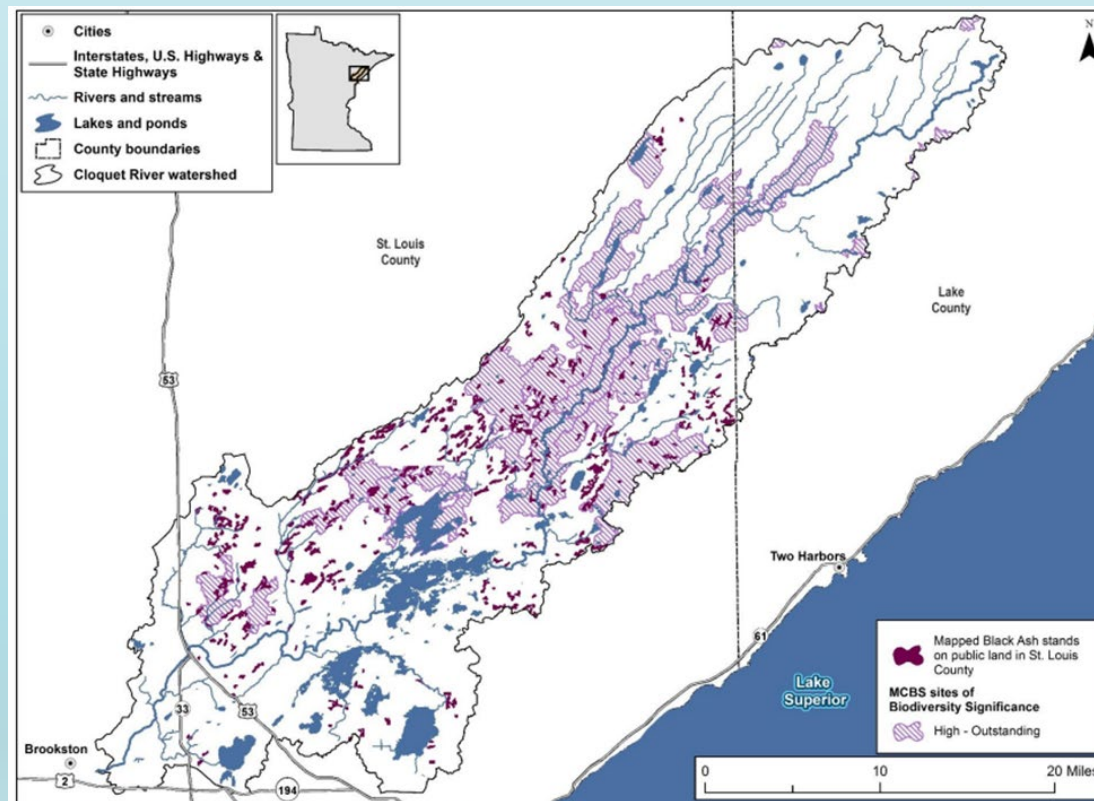 Cities
Interstates, U.S. Highways &
State Highways
Rivers and streams
Lakes and ponds
County boundaries
Cloquet River watershed
N
St. Louis
County
Lake
County
53
Two Harbors
61
Lake
Superior
33
53
Brookston
2
194
Mapped Black Ash stands
on public land in St. Louis
County
MCBS sites of
Biodiversity Significance
High - Outstanding
0 10 20 Miles